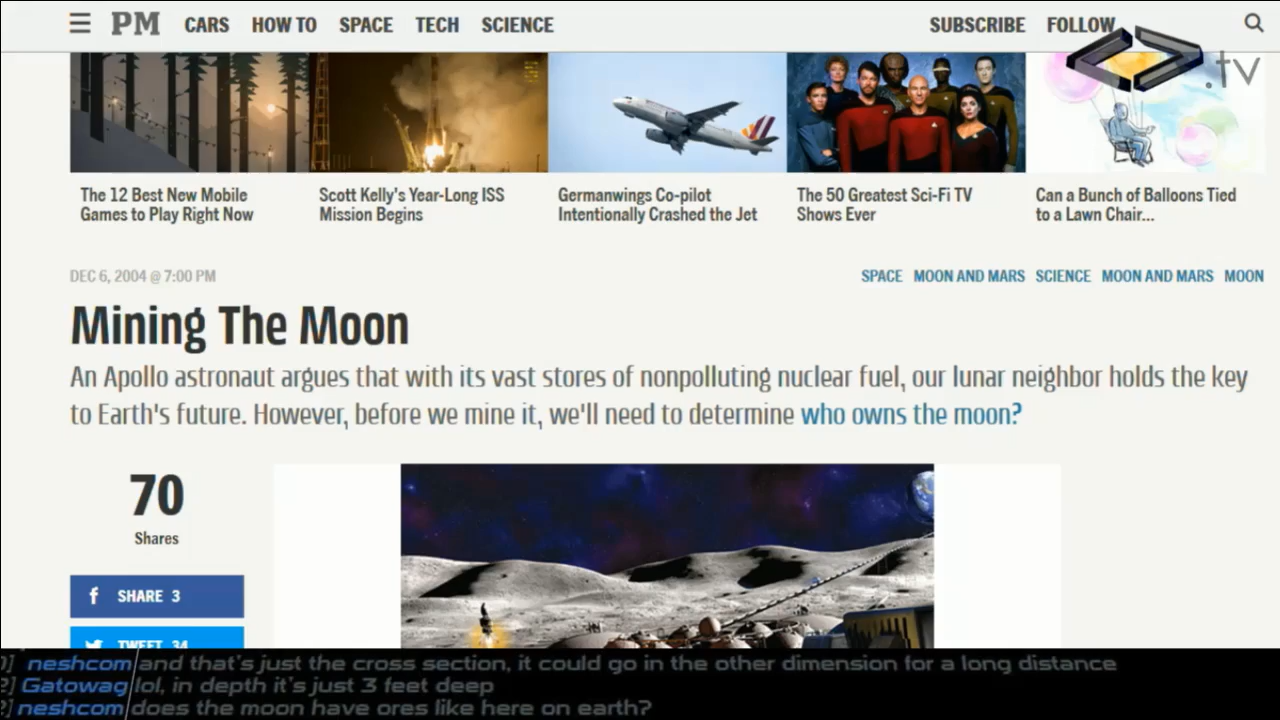 PM CARS HOW TO SPACE TECH SCIENCE SUBSCRIBE FOLLOW
.tv
The 12 Best New Mobile
Games to Play Right Now
Scott Kelly's Year-Long ISS
Mission Begins
Germanwings Co-pilot
Intentionally Crashed the Jet
The 50 Greatest Sci-Fi TV
Shows Ever
Can a Bunch of Balloons Tied
to a Lawn Chair...
DEC 6, 2004 @ 7:00 PM
SPACE MOON AND MARS SCIENCE MOON AND MARS MOON
Mining The Moon
An Apollo astronaut argues that with its vast stores of nonpolluting nuclear fuel, our lunar neighbor holds the key
to Earth's future. However, before we mine it, we'll need to determine who owns the moon?
70
Shares
f SHARE 3
TWEET 34
] neshcom and that's just the cross section, it could go in the other dimension for a long distance
] Gatowag lol, in depth it's just 3 feet deep
] neshcom does the moon have ores like here on earth?